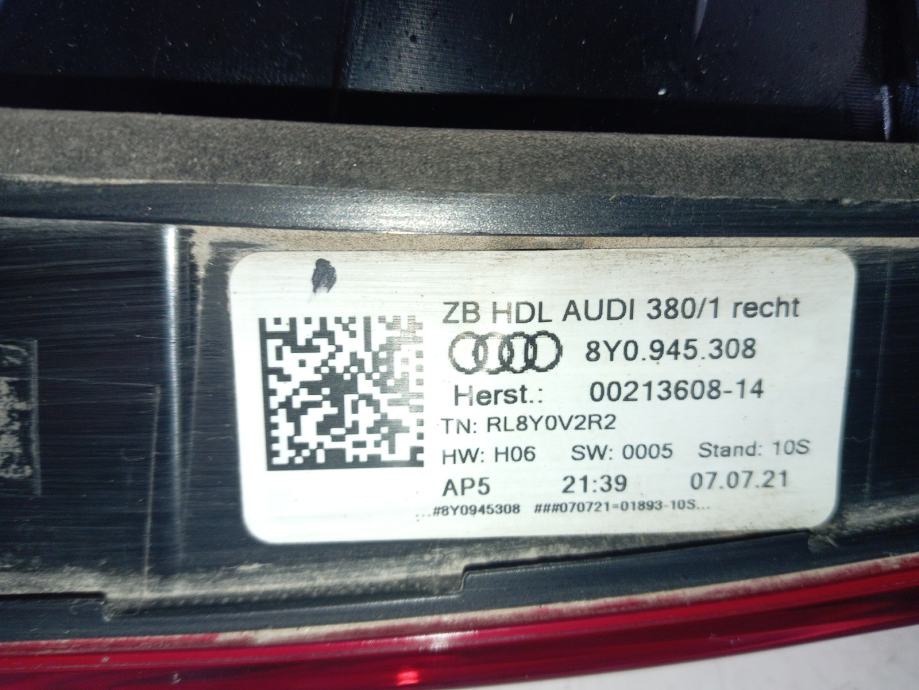 ZB HDL AUDI 380/1 recht
8Y0.945.308
Herst.: 00213608-14
TN: RL8Y0V2R2
HW: H06 SW: 0005 Stand: 10S
AP5 21:39 07.07.21
...#8Y0945308 ###070721=01893-10S...